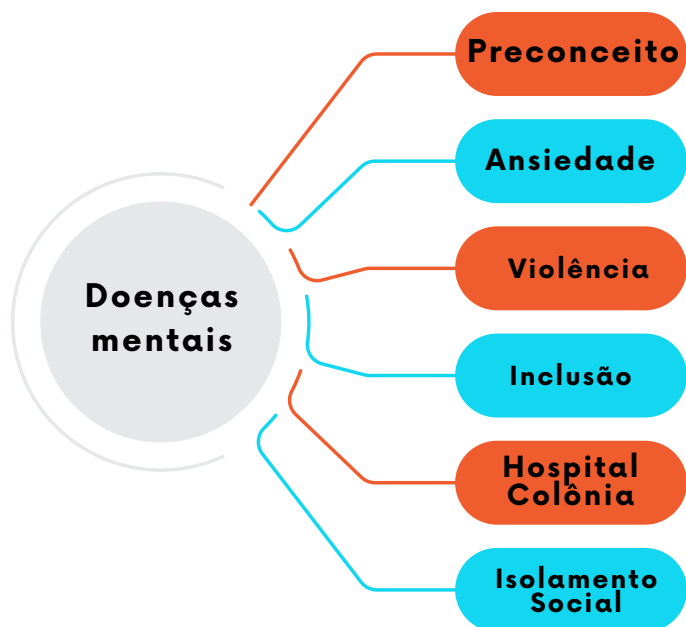 Doenças
mentais
Preconceito
Ansiedade
Violência
Inclusão
Hospital
Colônia
Isolamento
Social